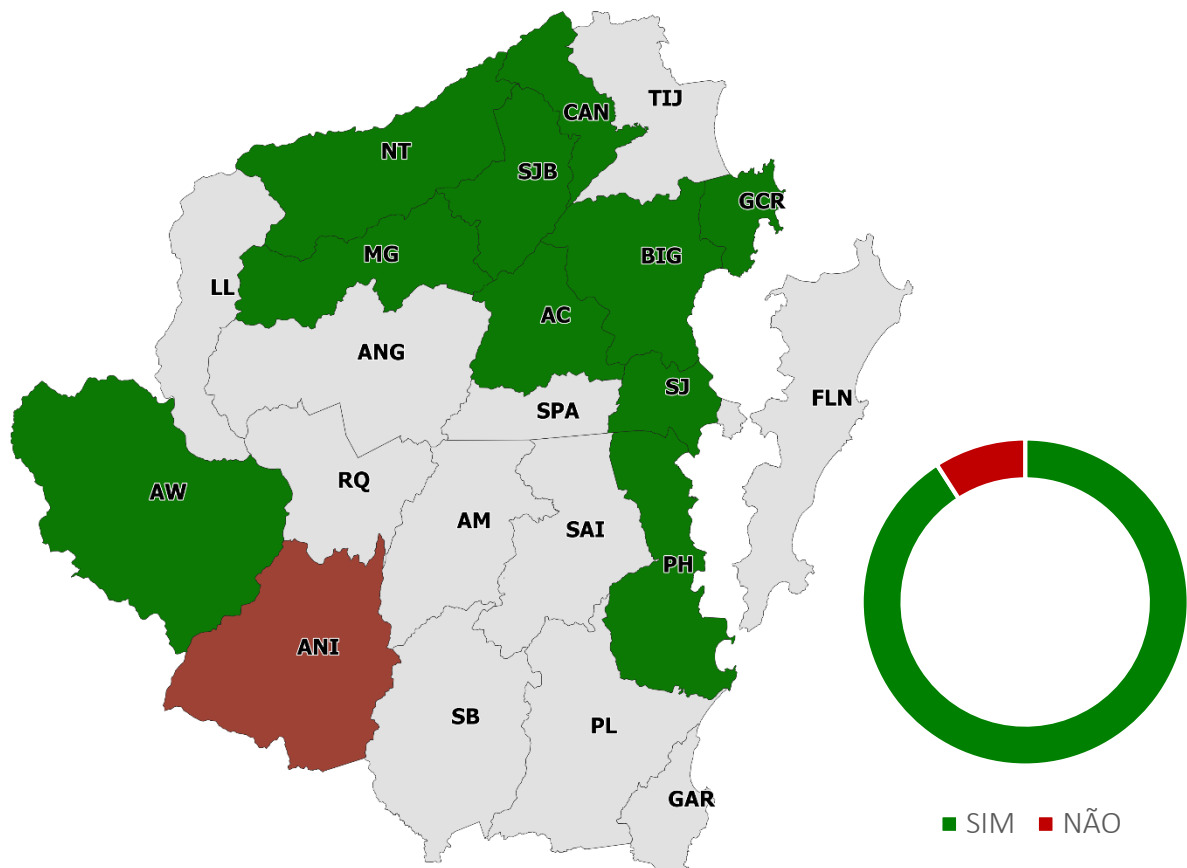 CAN
TIJ
NT
SJB
GCR
MG
BIG
LL
AC
ANG
SJ
FLN
SPA
RQ
AW
AM
SAI
PH
ANI
SB
PL
GAR
SIM NÃO